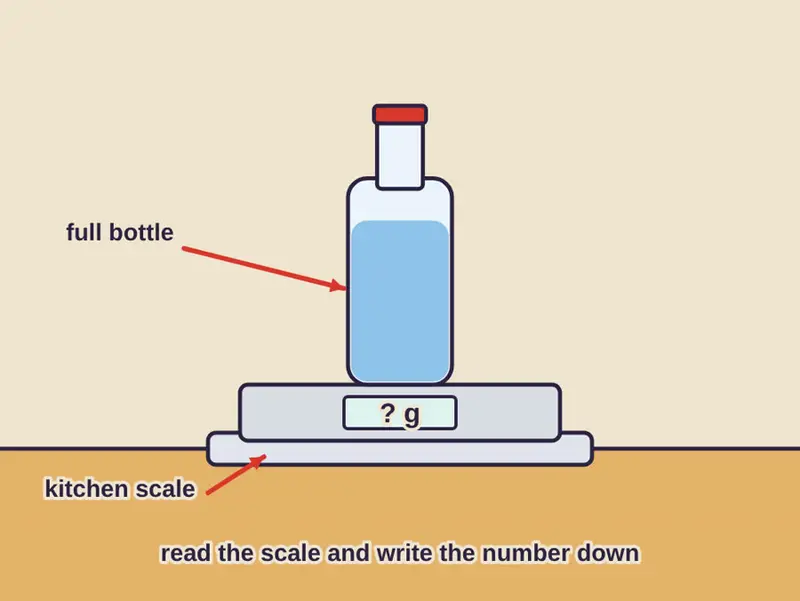 full bottle
? g
kitchen scale
read the scale and write the number down